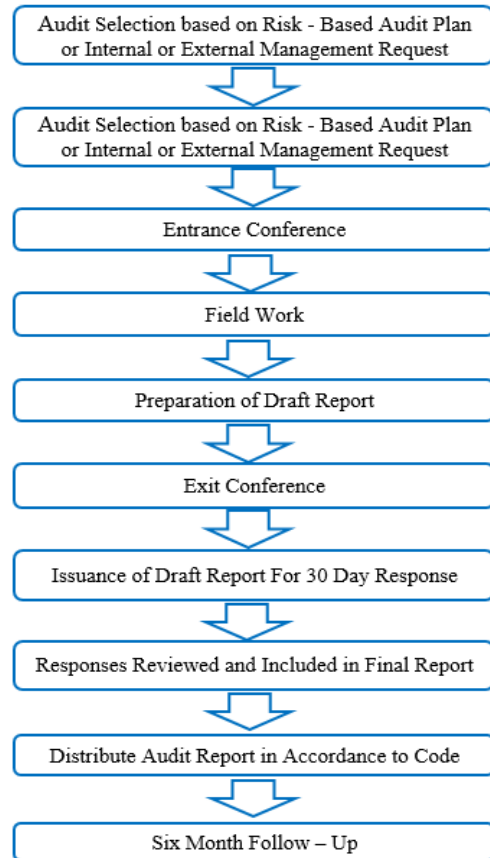 Audit Selection based on Risk - Based Audit Plan
or Internal or External Management Request
Audit Selection based on Risk - Based Audit Plan
or Internal or External Management Request
Entrance Conference
Field Work
Preparation of Draft Report
Exit Conference
Issuance of Draft Report For 30 Day Response
Responses Reviewed and Included in Final Report
Distribute Audit Report in Accordance to Code
Six Month Follow – Up